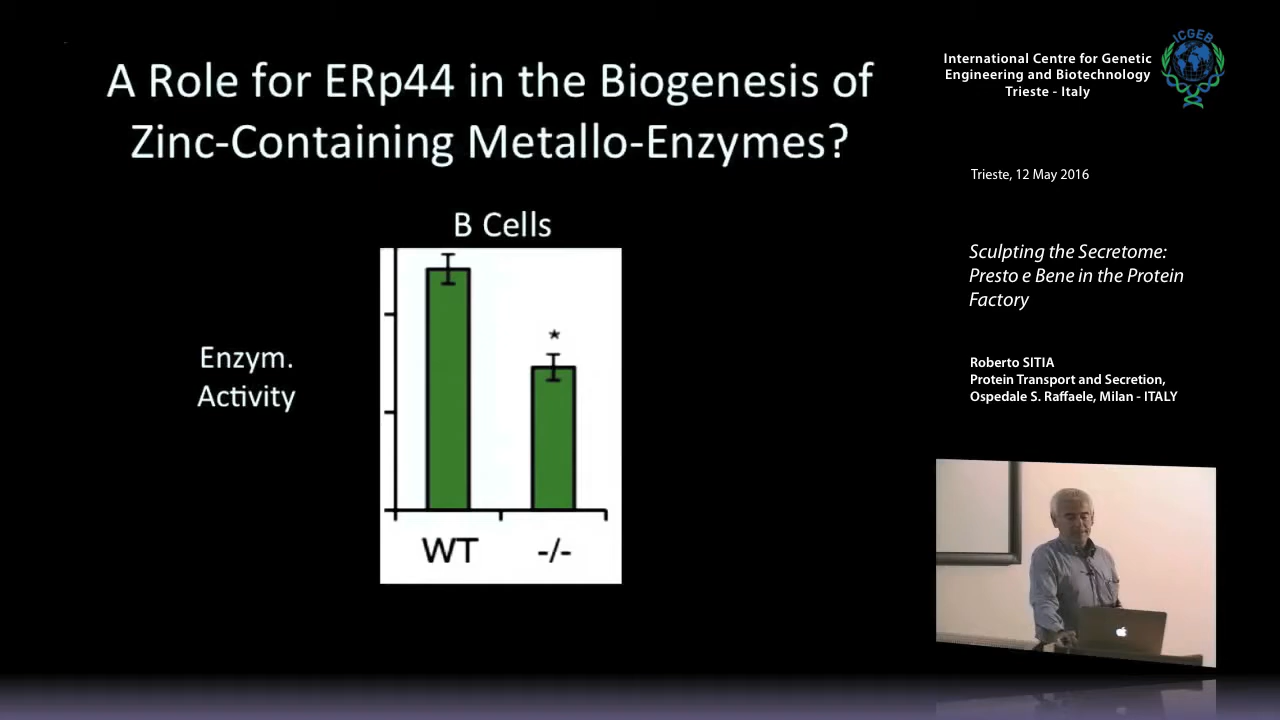 A Role for ERp44 in the Biogenesis of
Zinc-Containing Metallo-Enzymes?
B Cells
Enzym.
Activity
*
WT
-/-
ICGEB
International Centre for Genetic
Engineering and Biotechnology
Trieste - Italy
Trieste, 12 May 2016
Sculpting the Secretome:
Presto e Bene in the Protein
Factory
Roberto SITIA
Protein Transport and Secretion,
Ospedale S. Raffaele, Milan - ITALY